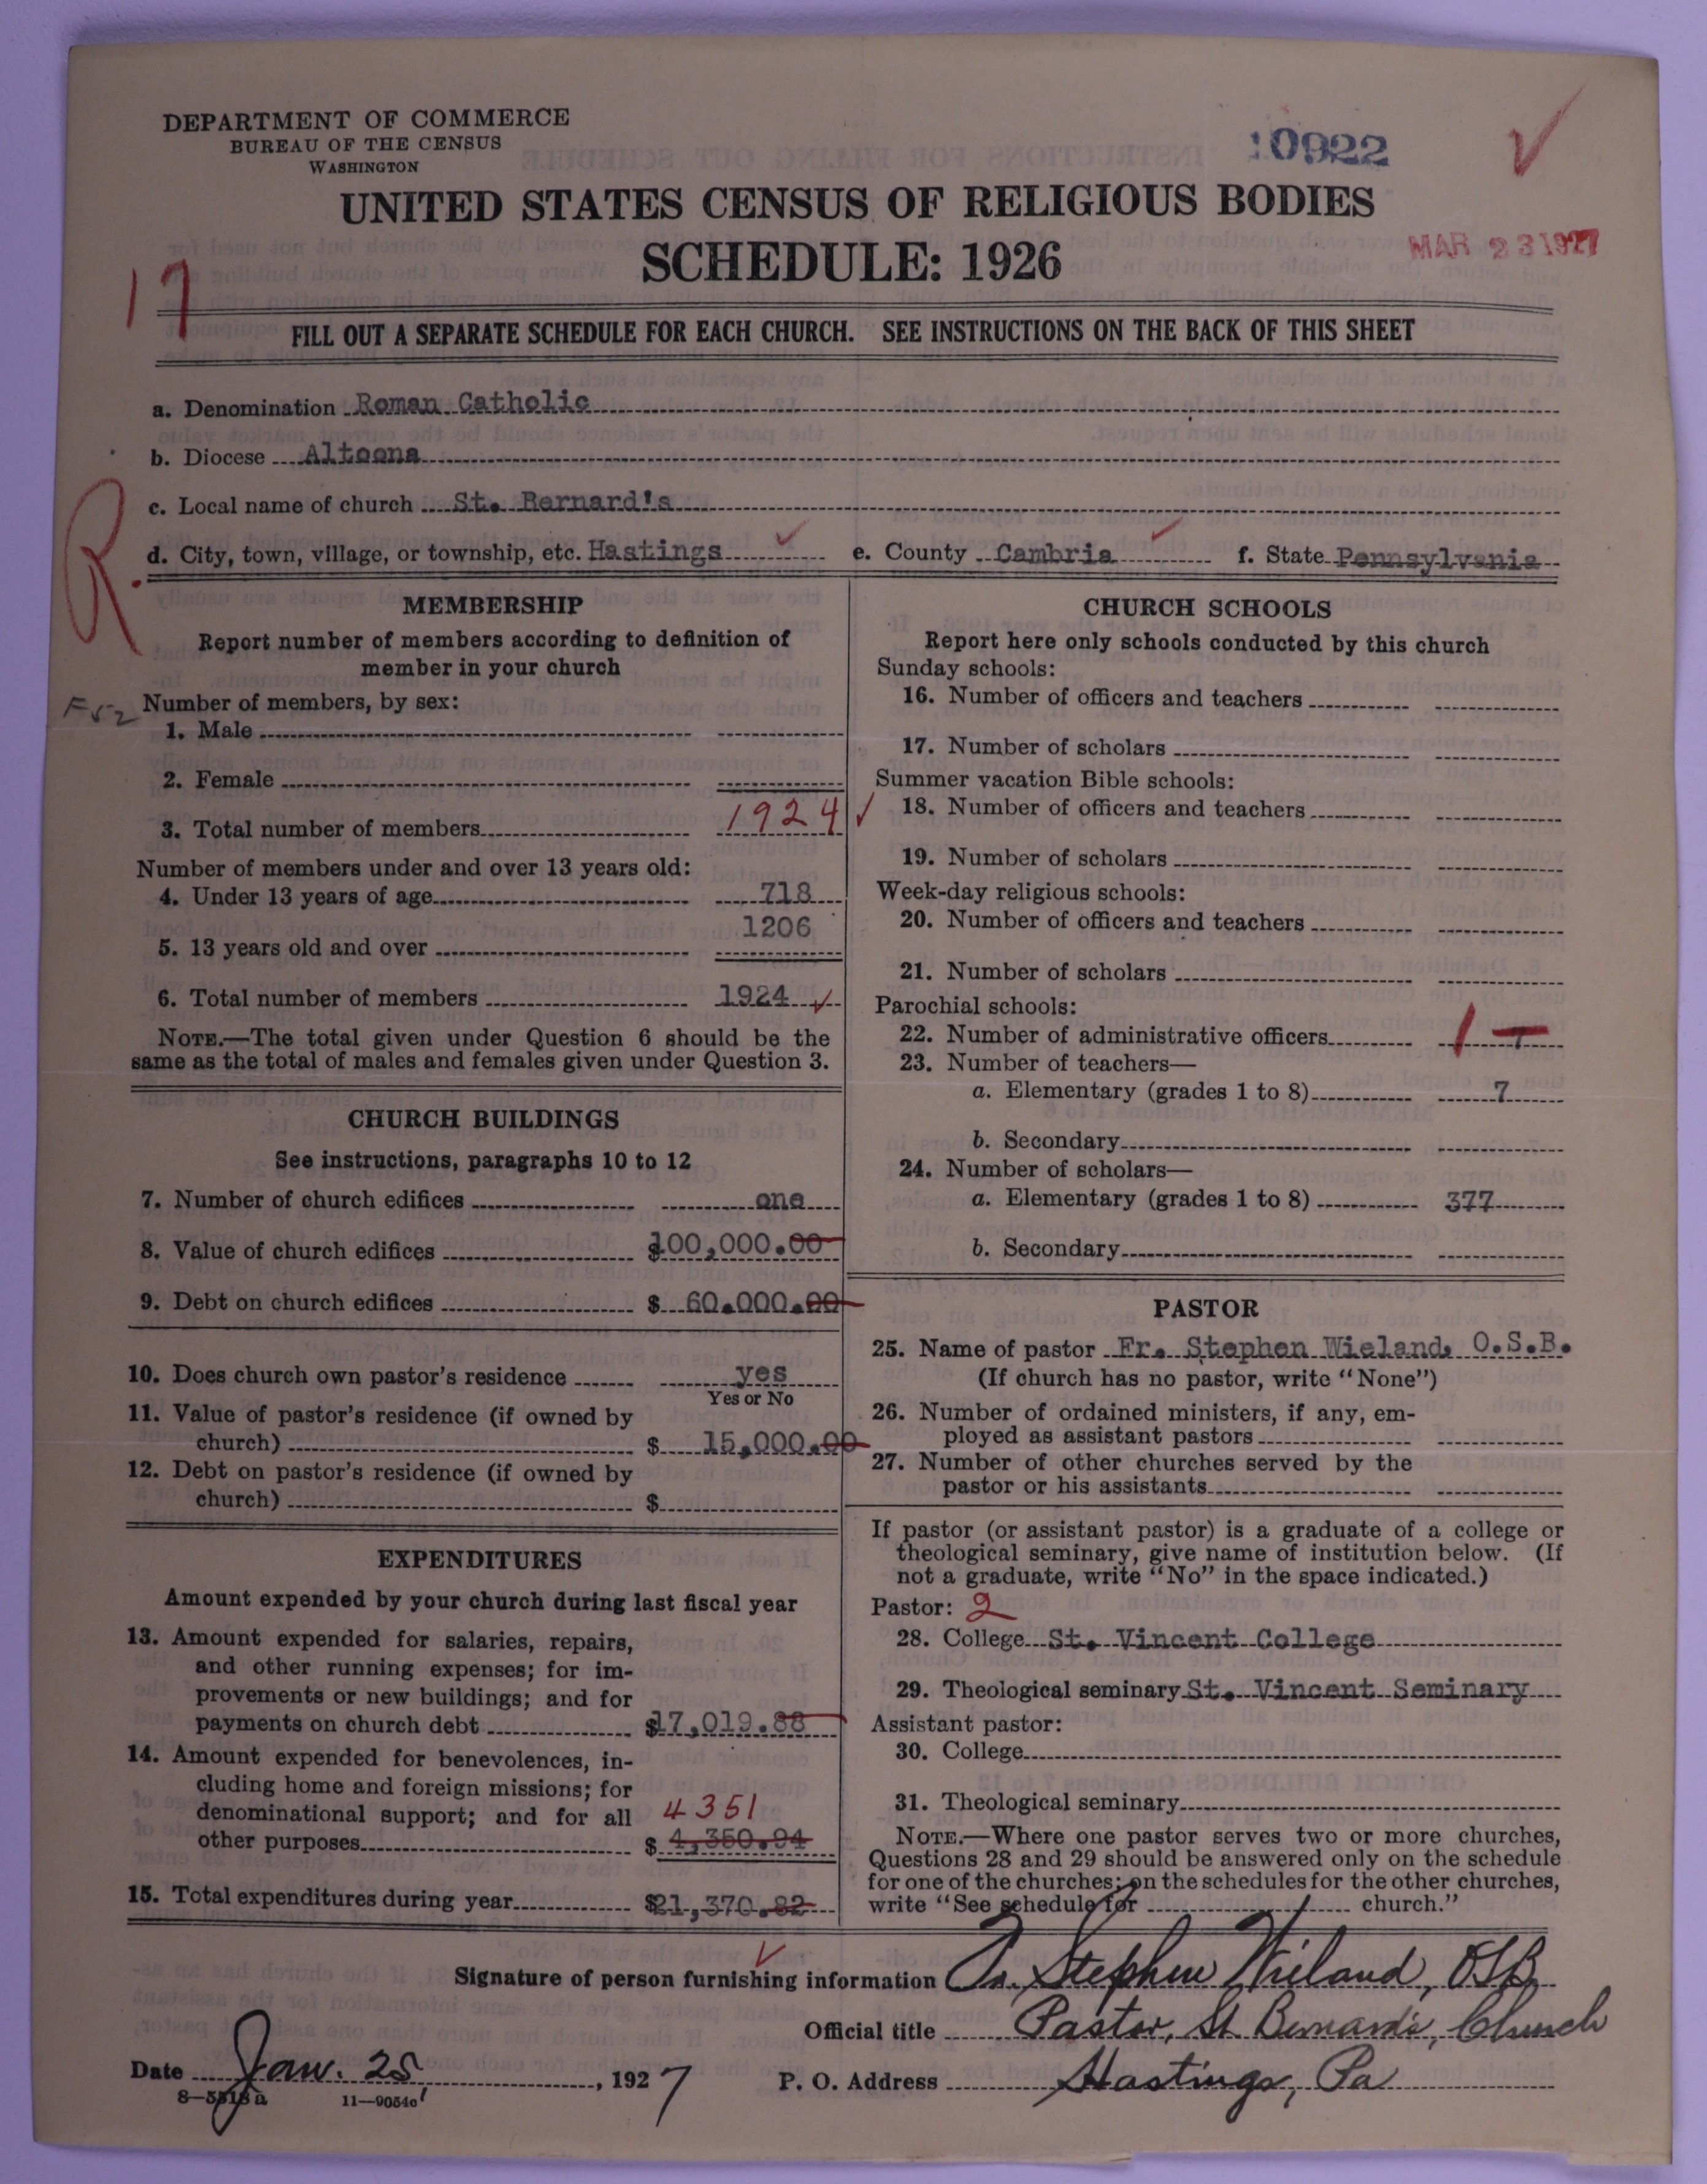 DEPARTMENT OF COMMERCE
BUREAU OF THE CENSUS
WASHINGTON
10922
UNITED STATES CENSUS OF RELIGIOUS BODIES
SCHEDULE: 1926
MAR 23 1927
17
FILL OUT A SEPARATE SCHEDULE FOR EACH CHURCH. SEE INSTRUCTIONS ON THE BACK OF THIS SHEET
a. Denomination Roman Catholic
b. Diocese Altoona
c. Local name of church St. Bernard's
d. City, town, village, or township, etc. Hastings e. County Cambria f. State Pennsylvania
R.
MEMBERSHIP
Report number of members according to definition of
member in your church
Number of members, by sex:
1. Male
2. Female
3. Total number of members 1924
Number of members under and over 13 years old:
4. Under 13 years of age 718
5. 13 years old and over 1206
6. Total number of members 1924
NOTE.—The total given under Question 6 should be the
same as the total of males and females given under Question 3.
CHURCH BUILDINGS
See instructions, paragraphs 10 to 12
7. Number of church edifices one
8. Value of church edifices $100,000.00
9. Debt on church edifices $ 60.000.00
10. Does church own pastor's residence yes
Yes or No
11. Value of pastor's residence (if owned by
church) $ 15,000.00
12. Debt on pastor's residence (if owned by
church) $
EXPENDITURES
Amount expended by your church during last fiscal year
13. Amount expended for salaries, repairs,
and other running expenses; for im-
provements or new buildings; and for
payments on church debt $17,019.88
14. Amount expended for benevolences, in-
cluding home and foreign missions; for
denominational support; and for all 4351
other purposes $ 4,350.94
15. Total expenditures during year $21,370.82
CHURCH SCHOOLS
Report here only schools conducted by this church
Sunday schools:
16. Number of officers and teachers
17. Number of scholars
Summer vacation Bible schools:
18. Number of officers and teachers
19. Number of scholars
Week-day religious schools:
20. Number of officers and teachers
21. Number of scholars
Parochial schools:
22. Number of administrative officers 1
23. Number of teachers—
a. Elementary (grades 1 to 8) 7
b. Secondary
24. Number of scholars—
a. Elementary (grades 1 to 8) 377
b. Secondary
PASTOR
25. Name of pastor Fr. Stephen Wieland, O.S.B.
(If church has no pastor, write "None")
26. Number of ordained ministers, if any, em-
ployed as assistant pastors
27. Number of other churches served by the
pastor or his assistants
If pastor (or assistant pastor) is a graduate of a college or
theological seminary, give name of institution below. (If
not a graduate, write "No" in the space indicated.)
Pastor: 2
28. College St. Vincent College
29. Theological seminary St. Vincent Seminary
Assistant pastor:
30. College
31. Theological seminary
NOTE.—Where one pastor serves two or more churches,
Questions 28 and 29 should be answered only on the schedule
for one of the churches; on the schedules for the other churches,
write "See schedule for church."
Signature of person furnishing information Fr. Stephen Wieland, OSB
Official title Pastor, St Bernard's, Church
Date Jan. 25, 1927 P. O. Address Hastings, Pa
8—5518a 11—9054